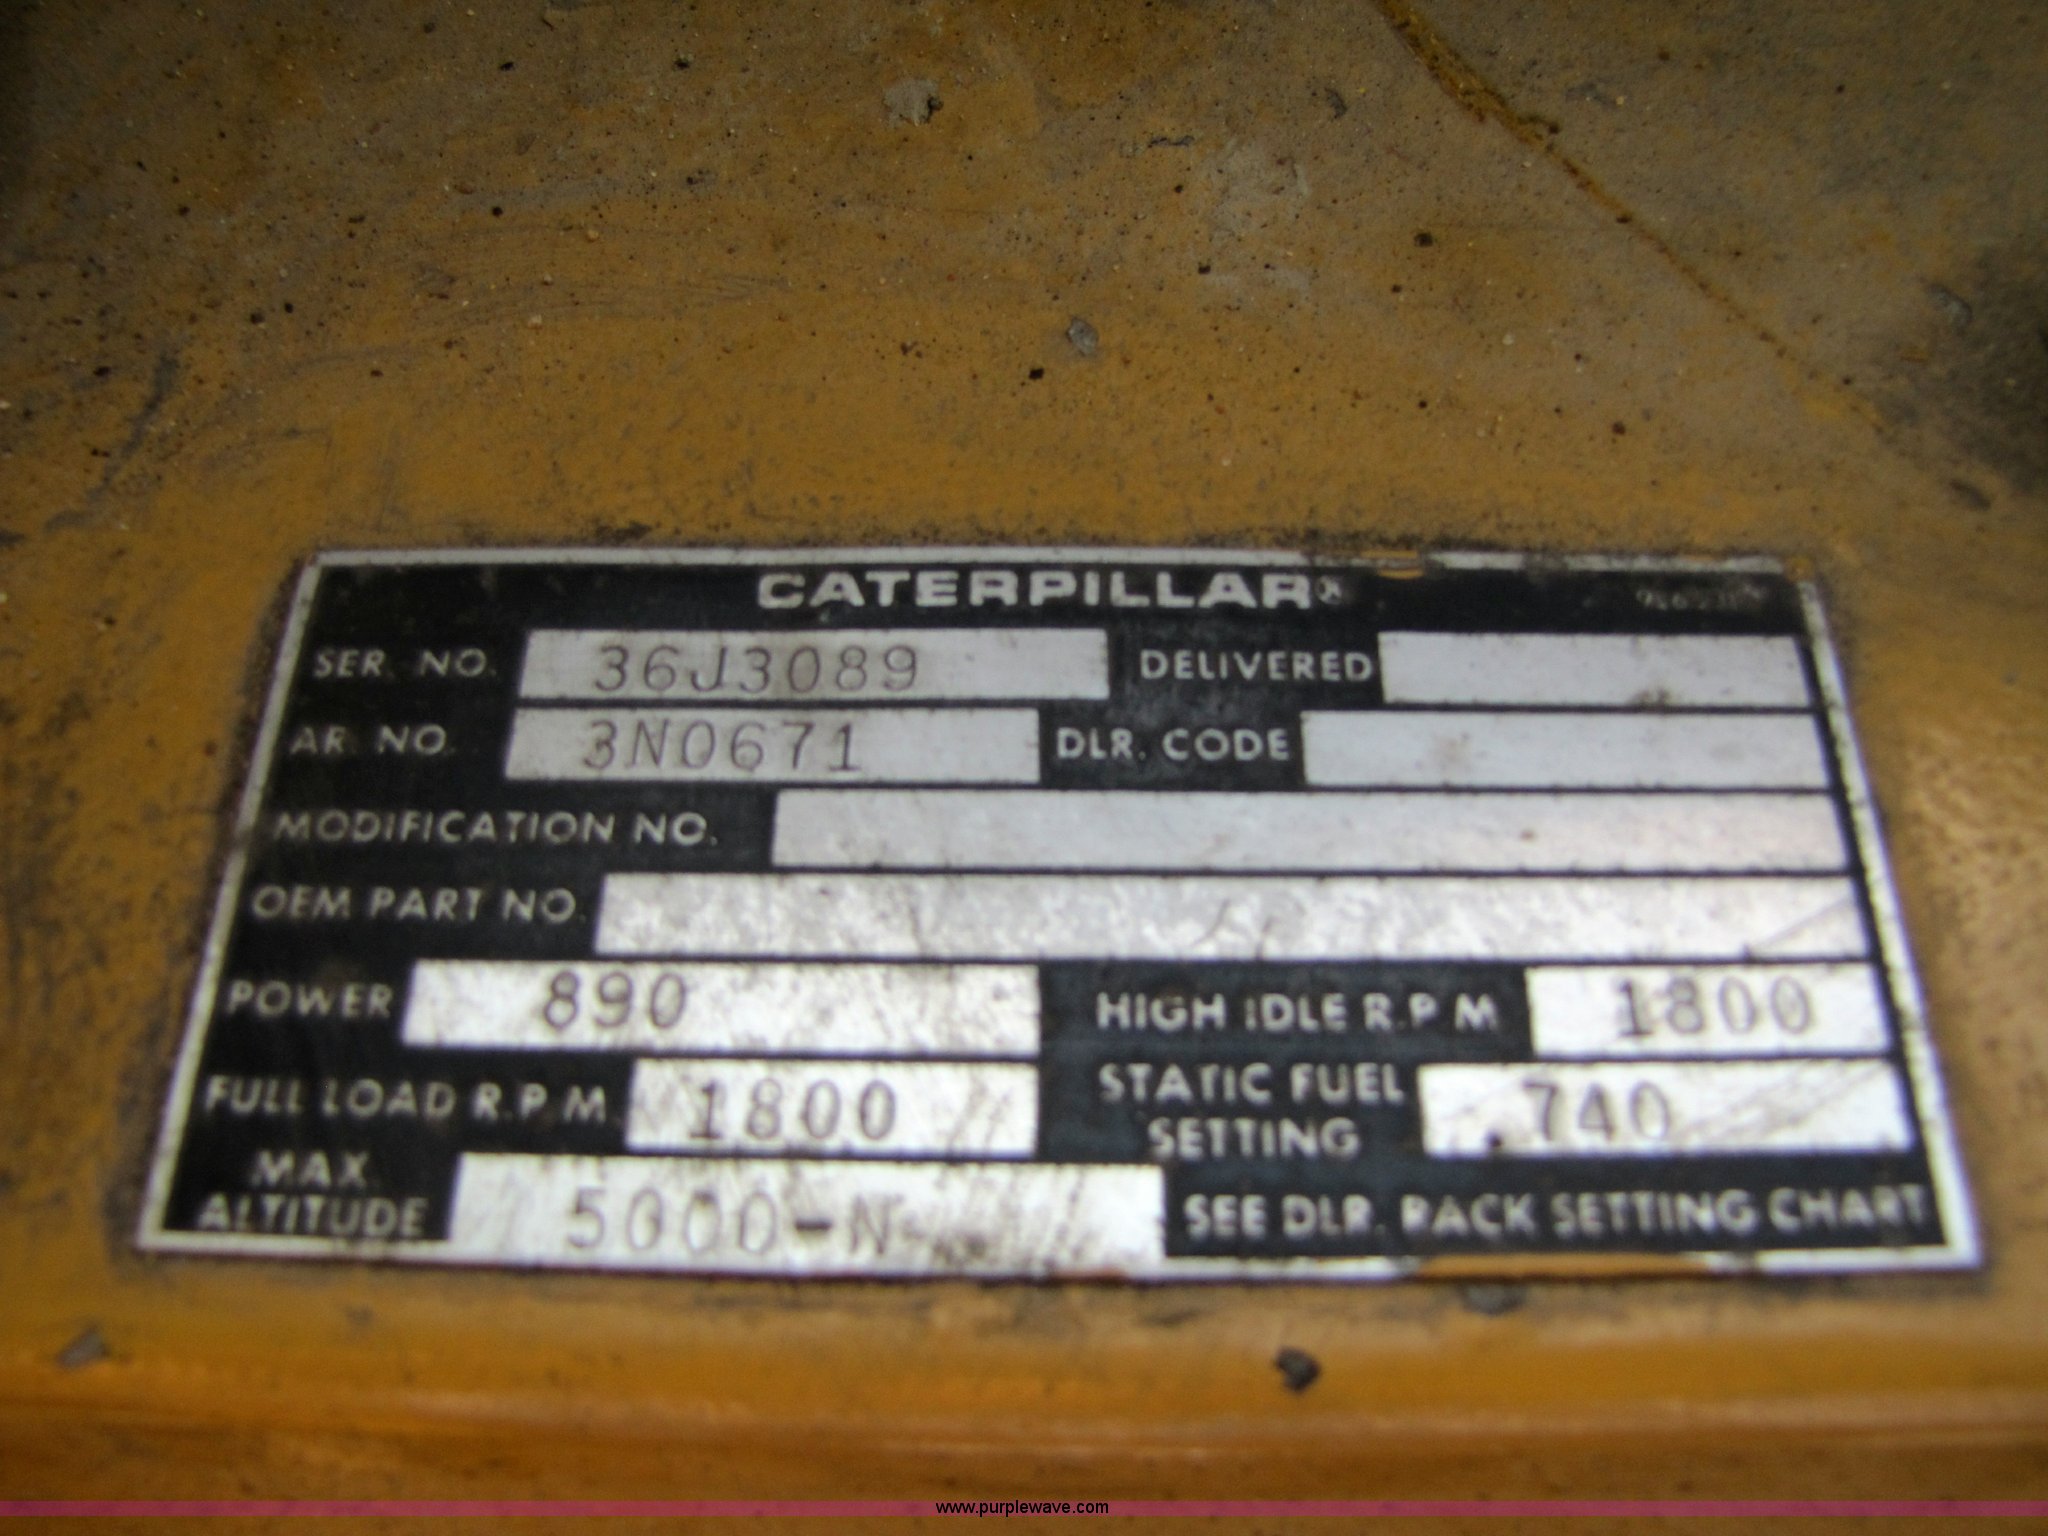 CATERPILLAR®
SER. NO. 36J3089 DELIVERED
AR. NO. 3N0671 DLR. CODE
MODIFICATION NO.
OEM PART NO.
POWER 890 HIGH IDLE R.P.M 1800
FULL LOAD R.P.M 1800 STATIC FUEL SETTING 740
MAX. ALTITUDE 5000-N SEE DLR. RACK SETTING CHART
www.purplewave.com